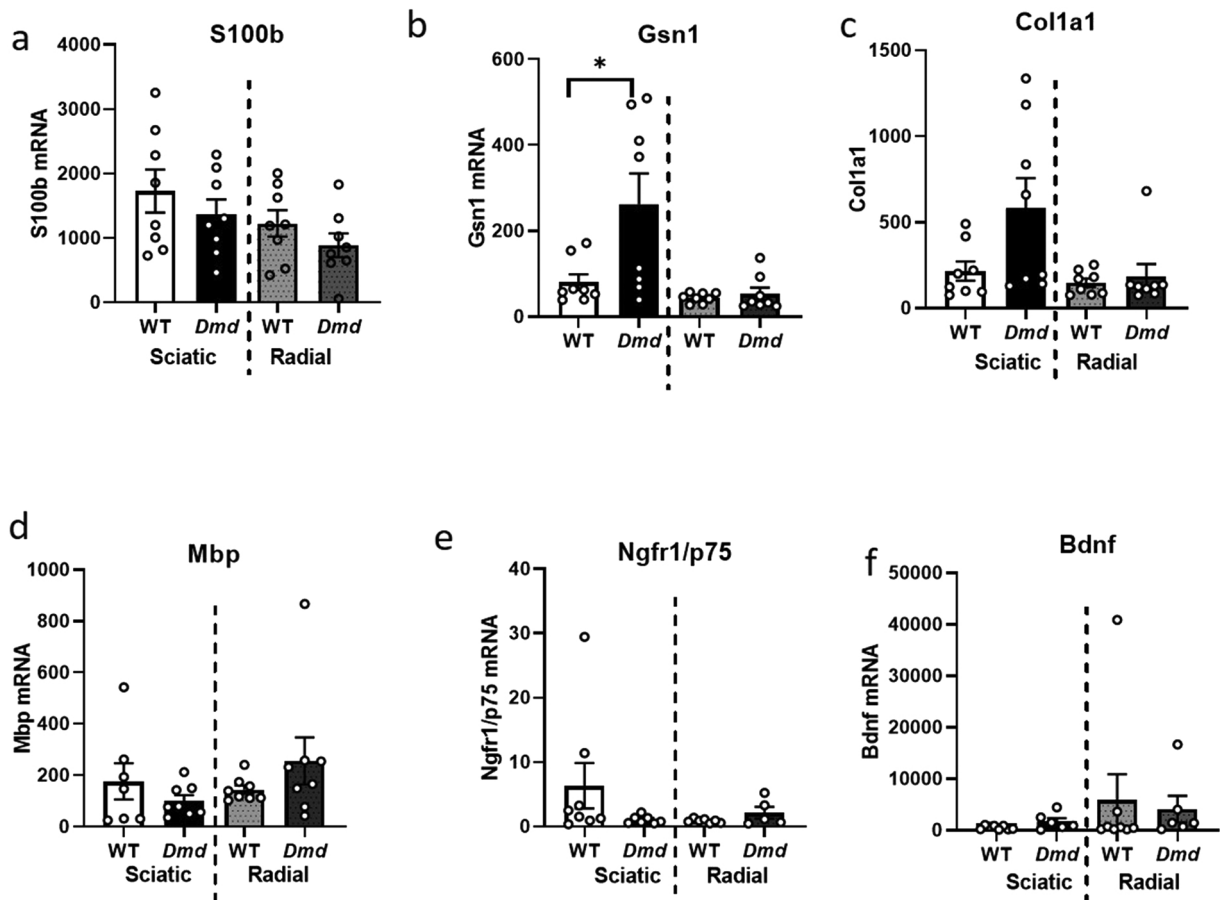 a
S100b
4000
3000
2000
1000
0
S100b mRNA
WT Dmd WT Dmd
Sciatic Radial
b
Gsn1
*
600
400
200
0
Gsn1 mRNA
WT Dmd WT Dmd
c
Col1a1
1500
1000
500
0
Col1a1
WT Dmd WT Dmd
Sciatic Radial
d
Mbp
1000
800
600
400
200
0
Mbp mRNA
WT Dmd WT Dmd
Sciatic Radial
e
Ngfr1/p75
40
30
20
10
0
Ngfr1/p75 mRNA
WT Dmd WT Dmd
Sciatic Radial
f
Bdnf
50000
40000
30000
20000
10000
0
Bdnf mRNA
WT Dmd WT Dmd
Sciatic Radial